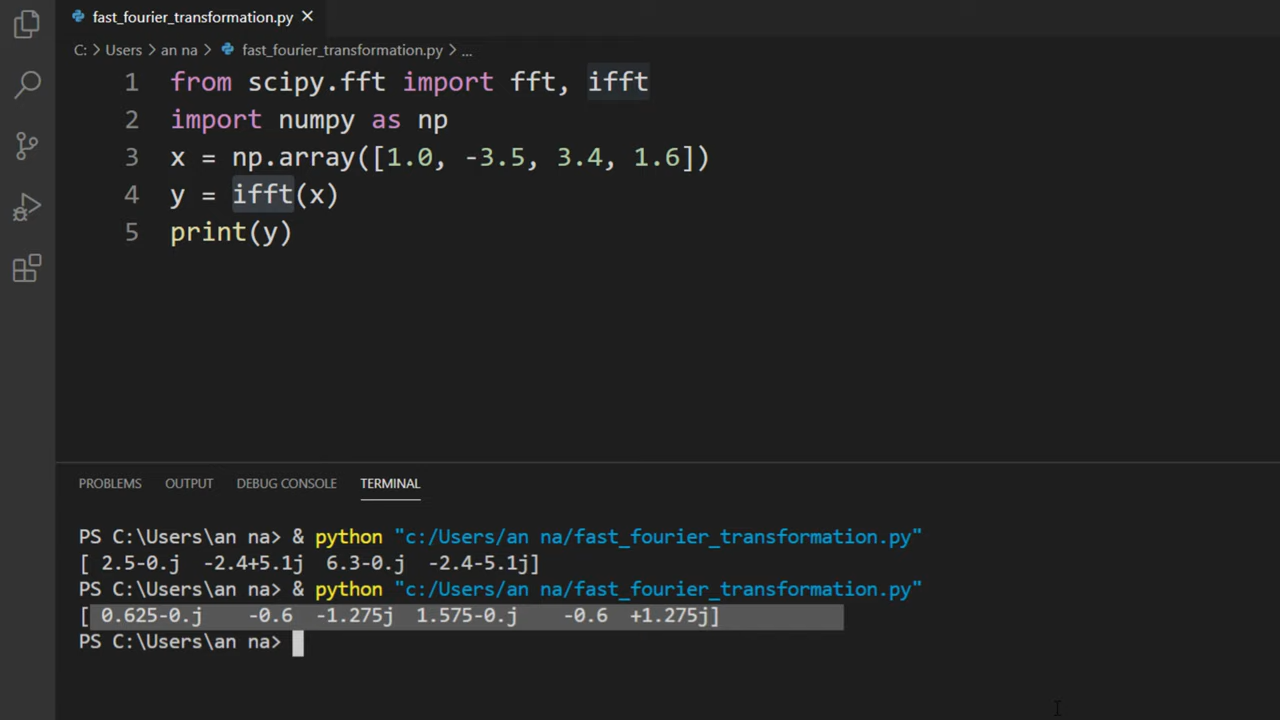 fast_fourier_transformation.py ×
C: > Users > an na > fast_fourier_transformation.py > ...
1 from scipy.fft import fft, ifft
2 import numpy as np
3 x = np.array([1.0, -3.5, 3.4, 1.6])
4 y = ifft(x)
5 print(y)
PROBLEMS OUTPUT DEBUG CONSOLE TERMINAL
PS C:\Users\an na> & python "c:/Users/an na/fast_fourier_transformation.py"
[ 2.5-0.j  -2.4+5.1j  6.3-0.j  -2.4-5.1j]
PS C:\Users\an na> & python "c:/Users/an na/fast_fourier_transformation.py"
[ 0.625-0.j    -0.6  -1.275j  1.575-0.j    -0.6  +1.275j]
PS C:\Users\an na>